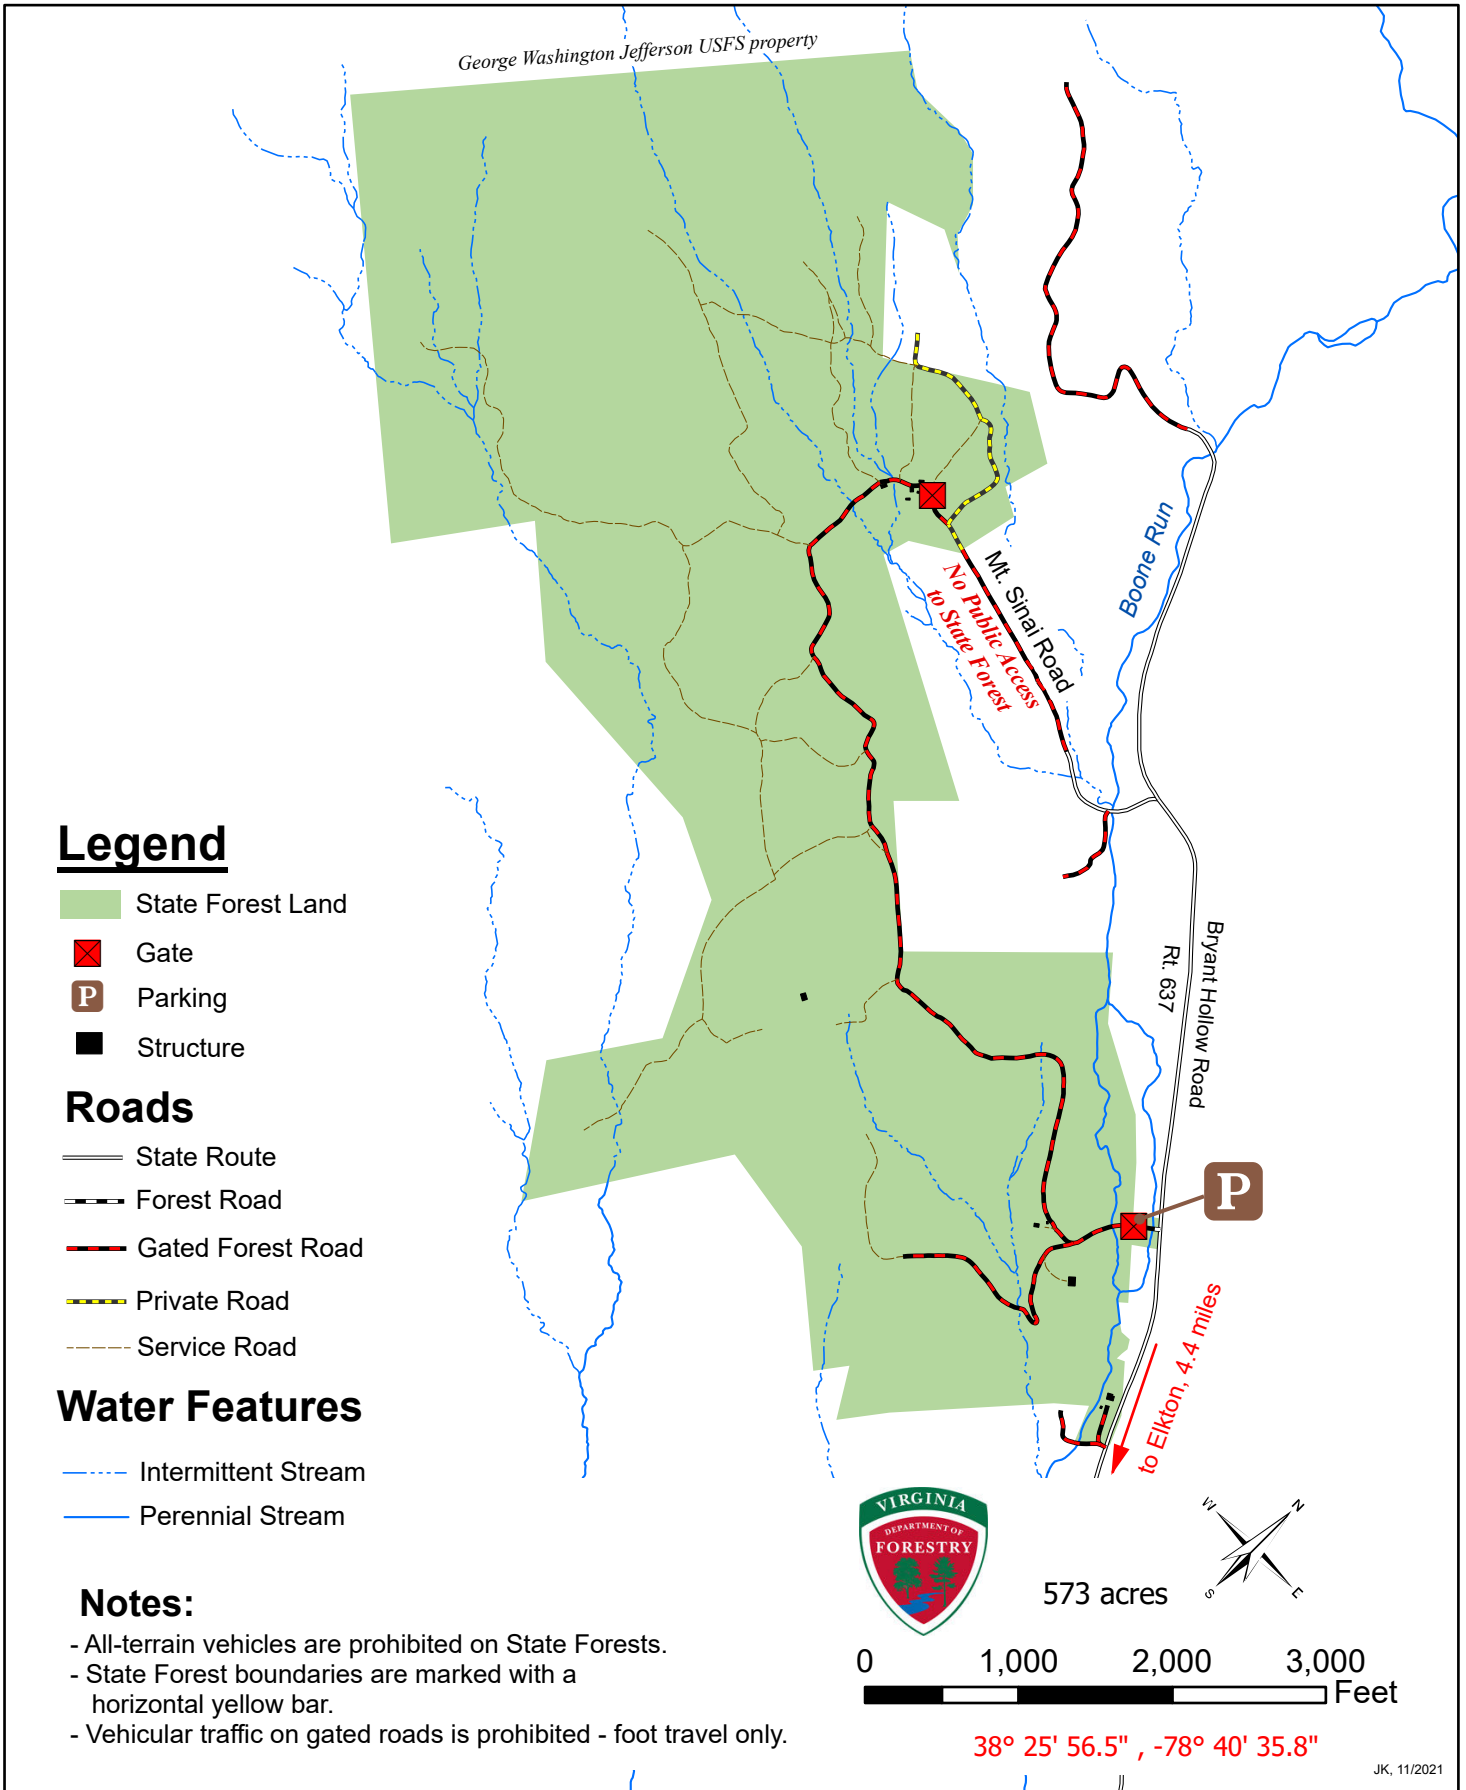 George Washington Jefferson USFS property
Boone Run
Mt. Sinai Road
No Public Access
to State Forest
Bryant Hollow Road
Rt. 637
P
to Elkton, 4.4 miles
Legend
State Forest Land
Gate
P Parking
Structure
Roads
State Route
Forest Road
Gated Forest Road
Private Road
Service Road
Water Features
Intermittent Stream
Perennial Stream
Notes:
- All-terrain vehicles are prohibited on State Forests.
- State Forest boundaries are marked with a
horizontal yellow bar.
- Vehicular traffic on gated roads is prohibited - foot travel only.
VIRGINIA
DEPARTMENT OF
FORESTRY
573 acres
W N
S E
0 1,000 2,000 3,000
Feet
38° 25' 56.5" , -78° 40' 35.8"
JK, 11/2021